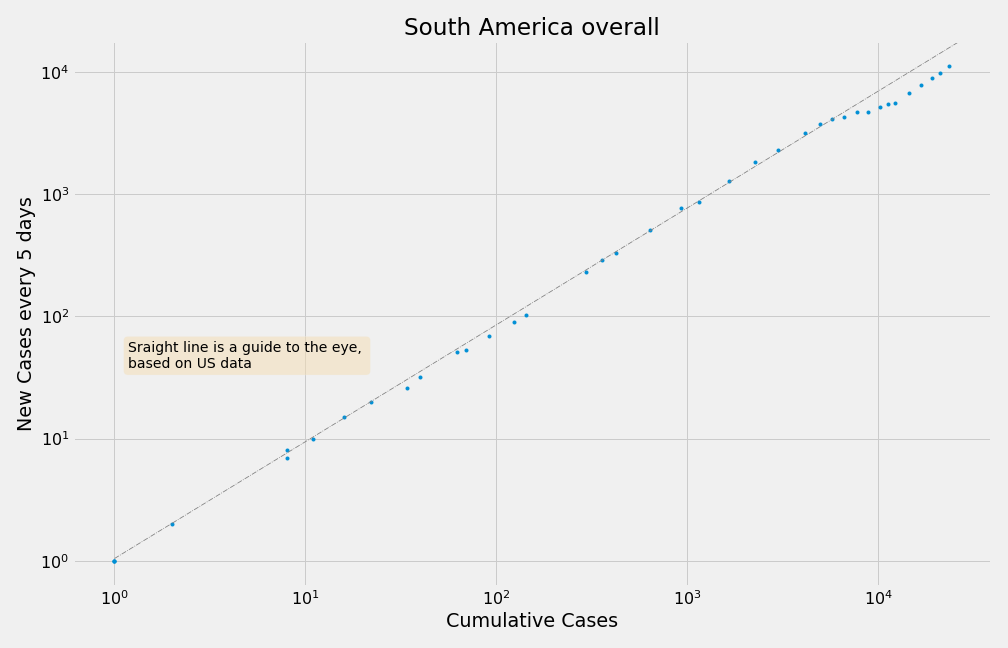 South America overall
New Cases every 5 days
10⁴
10³
10²
10¹
10⁰
Sraight line is a guide to the eye,
based on US data
10⁰ 10¹ 10² 10³ 10⁴
Cumulative Cases